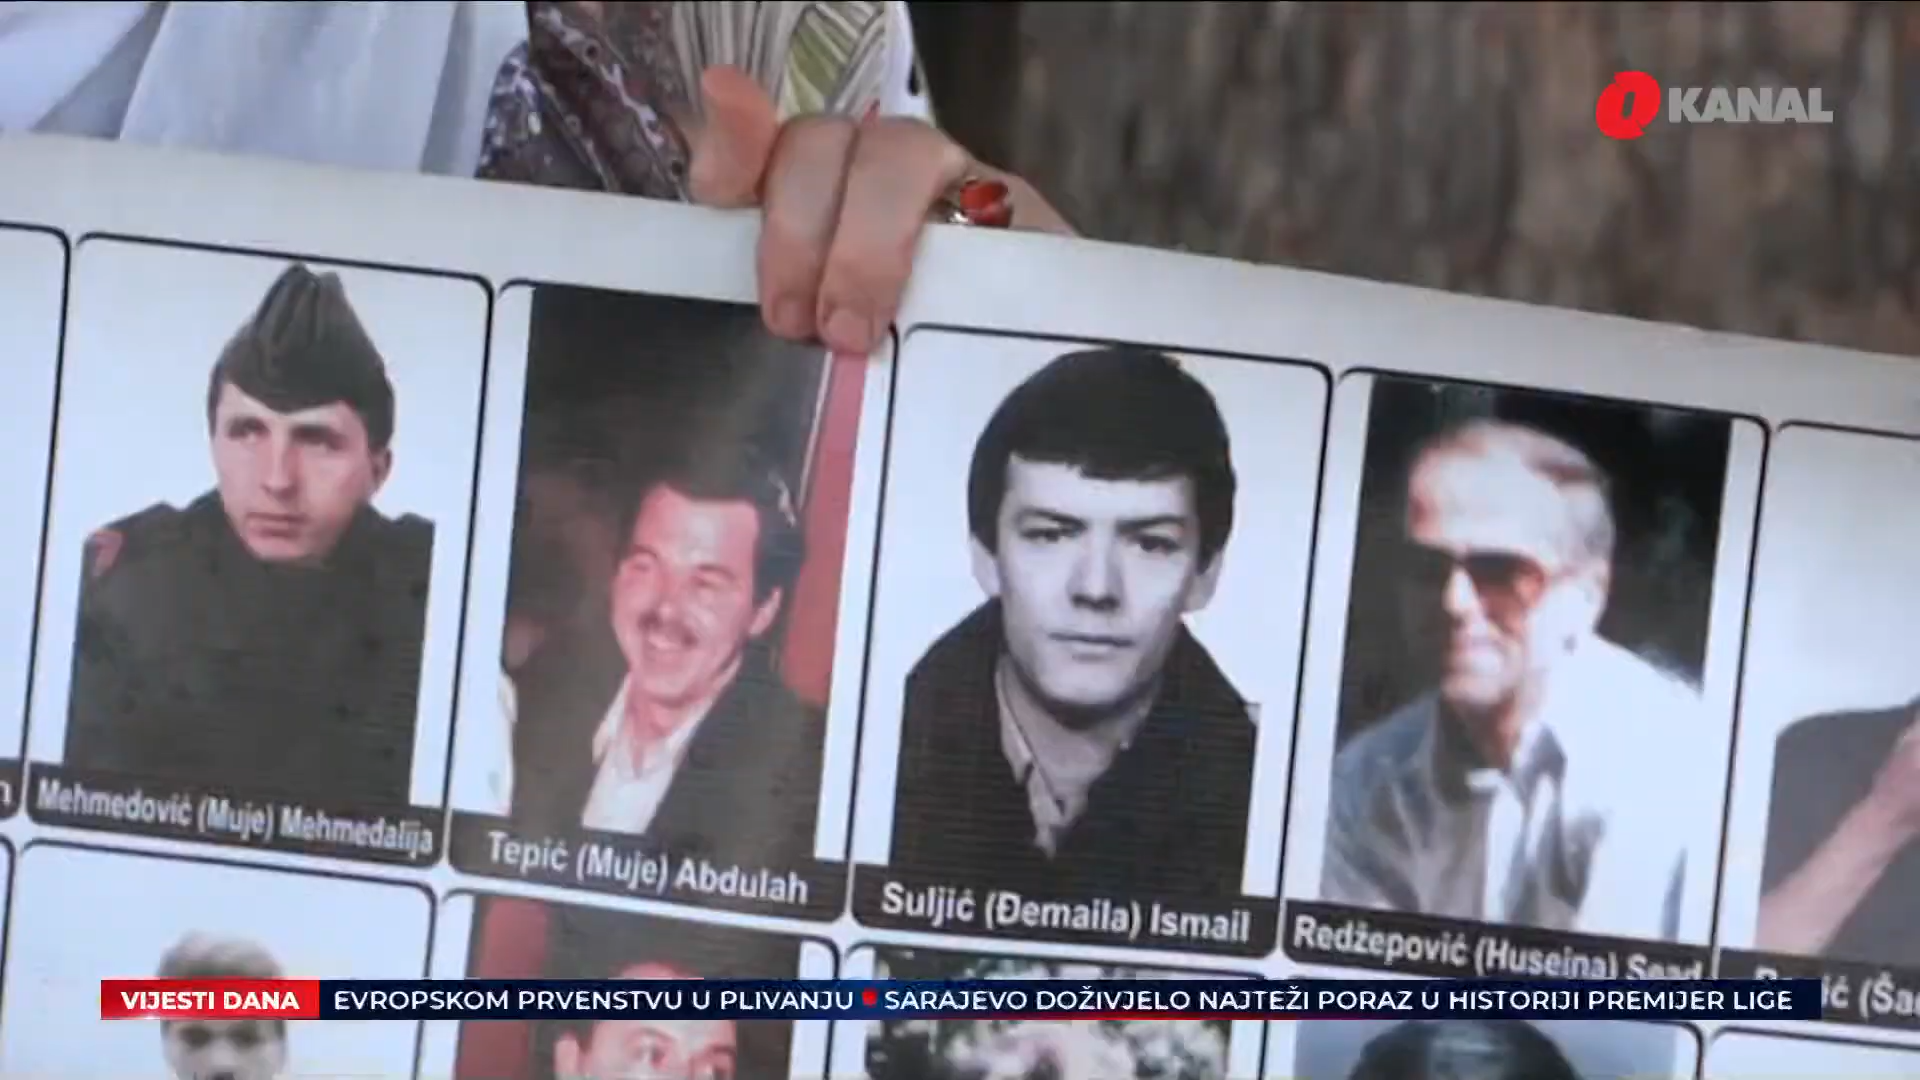 KANAL
Mehmedović (Muje) Mehmedalija
Tepić (Muje) Abdulah
Suljić (Đemaila) Ismail
Redžepović (Huseina) Sead
VIJESTI DANA
EVROPSKOM PRVENSTVU U PLIVANJU
SARAJEVO DOŽIVJELO NAJTEŽI PORAZ U HISTORIJI PREMIJER LIGE